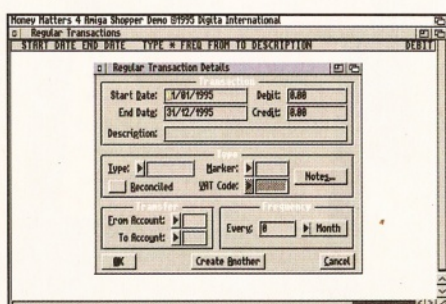 Money Matters 4 Amiga Shopper Demo ©1995 Digita International
Regular Transactions
START DATE END DATE TYPE * FREQ FROM TO DESCRIPTION DEBIT
Regular Transaction Details
Transaction
Start Date: 1/01/1995 Debit: 0.00
End Date: 31/12/1995 Credit: 0.00
Description:
Type
Type: Marker:
Reconciled VAT Code: Notes...
Transfer Frequency
From Account: Every: 0 Month
To Account:
OK Create Another Cancel